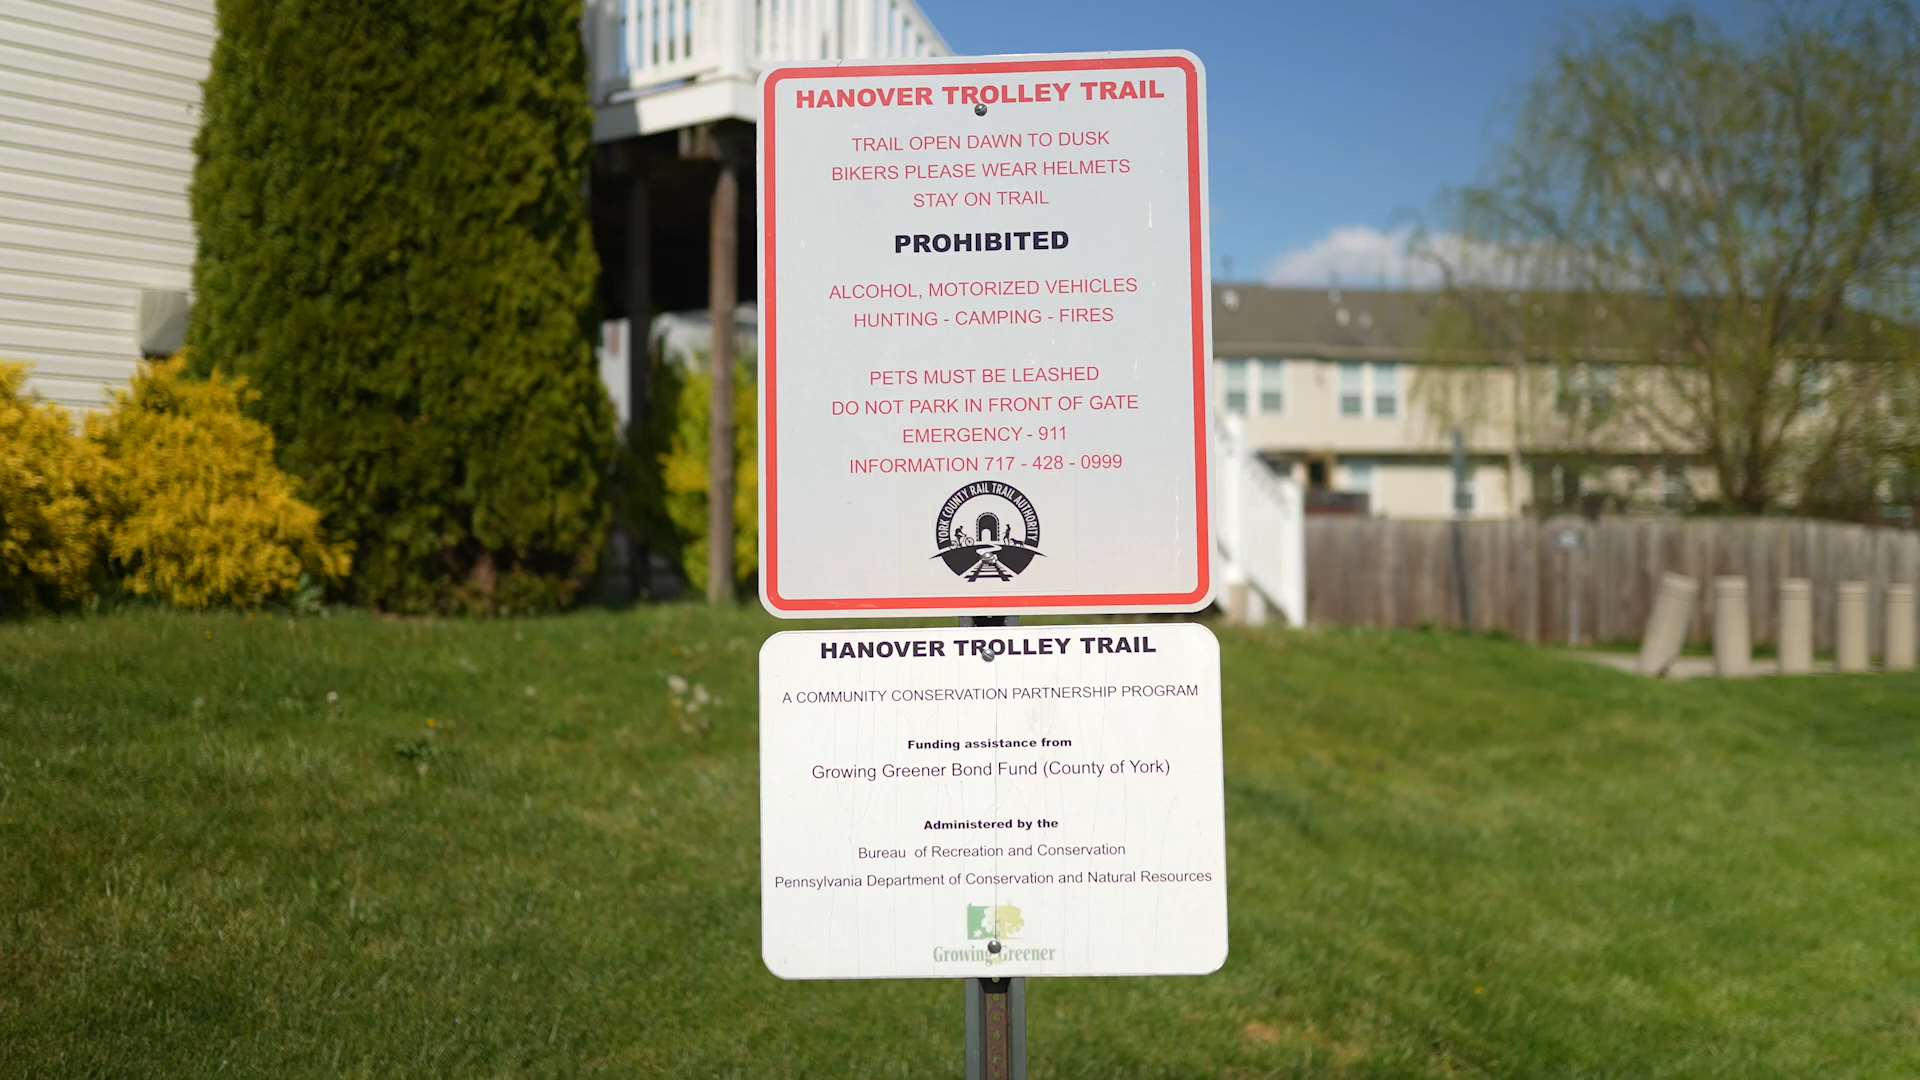 HANOVER TROLLEY TRAIL
TRAIL OPEN DAWN TO DUSK
BIKERS PLEASE WEAR HELMETS
STAY ON TRAIL
PROHIBITED
ALCOHOL, MOTORIZED VEHICLES
HUNTING - CAMPING - FIRES
PETS MUST BE LEASHED
DO NOT PARK IN FRONT OF GATE
EMERGENCY - 911
INFORMATION 717 - 428 - 0999
YORK COUNTY RAIL TRAIL AUTHORITY
HANOVER TROLLEY TRAIL
A COMMUNITY CONSERVATION PARTNERSHIP PROGRAM
Funding assistance from
Growing Greener Bond Fund (County of York)
Administered by the
Bureau of Recreation and Conservation
Pennsylvania Department of Conservation and Natural Resources
Growing Greener